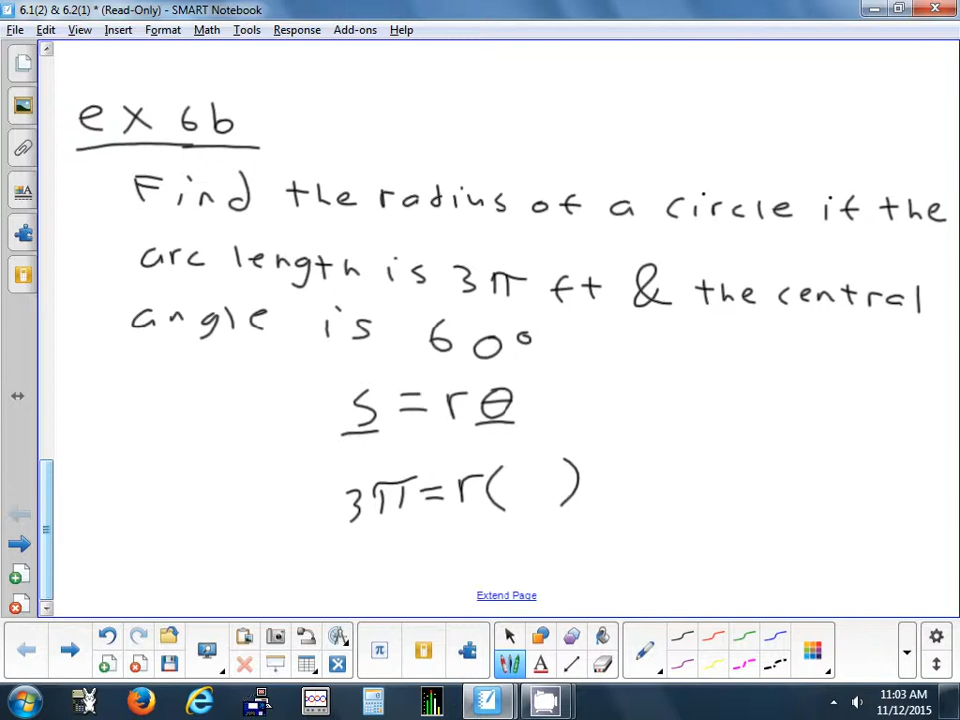 6.1(2) & 6.2(1) * (Read-Only) - SMART Notebook
File Edit View Insert Format Math Tools Response Add-ons Help
ex 6b
Find the radius of a circle if the
arc length is 3π ft & the central
angle is 60°
s = rθ
3π = r( )
Extend Page
11:03 AM
11/12/2015